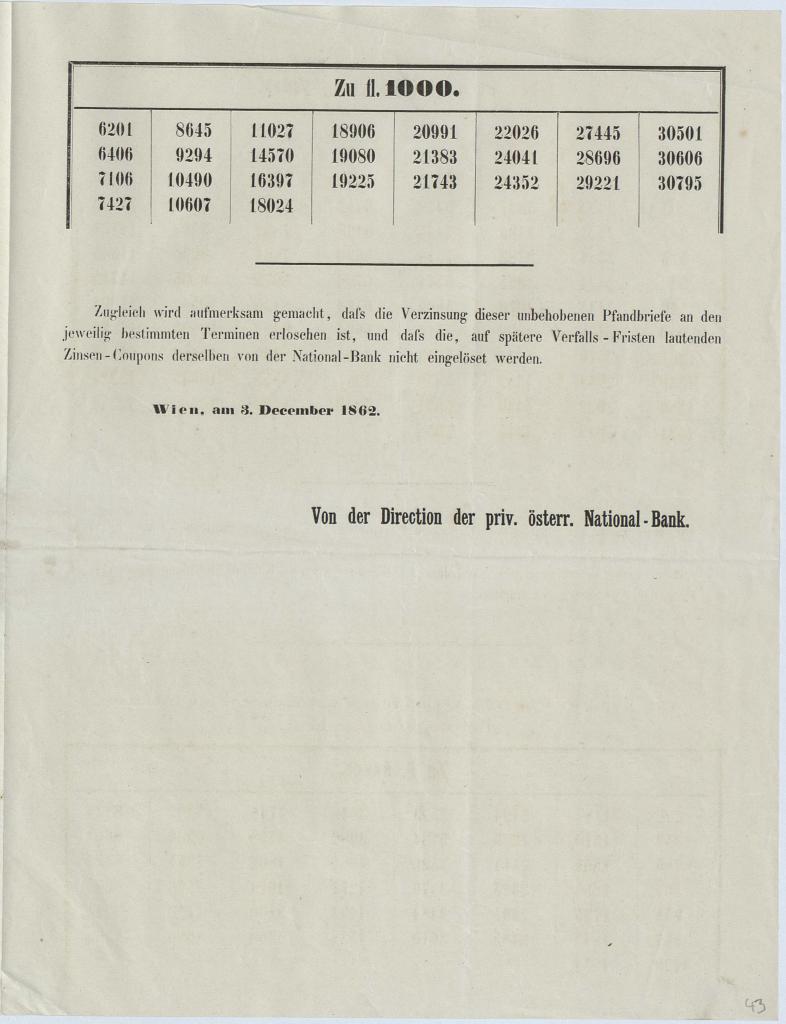 Zu fl. 1000.
6201 8645 11027 18906 20991 22026 27445 30501
6406 9294 14570 19080 21383 24041 28696 30606
7106 10490 16397 19225 21743 24352 29221 30795
7427 10607 18024
Zugleich wird aufmerksam gemacht, dafs die Verzinsung dieser unbehobenen Pfandbriefe an den
jeweilig bestimmten Terminen erloschen ist, und dafs die, auf spätere Verfalls-Fristen lautenden
Zinsen-Coupons derselben von der National-Bank nicht eingelöset werden.
Wien, am 3. December 1862.
Von der Direction der priv. österr. National-Bank.
43